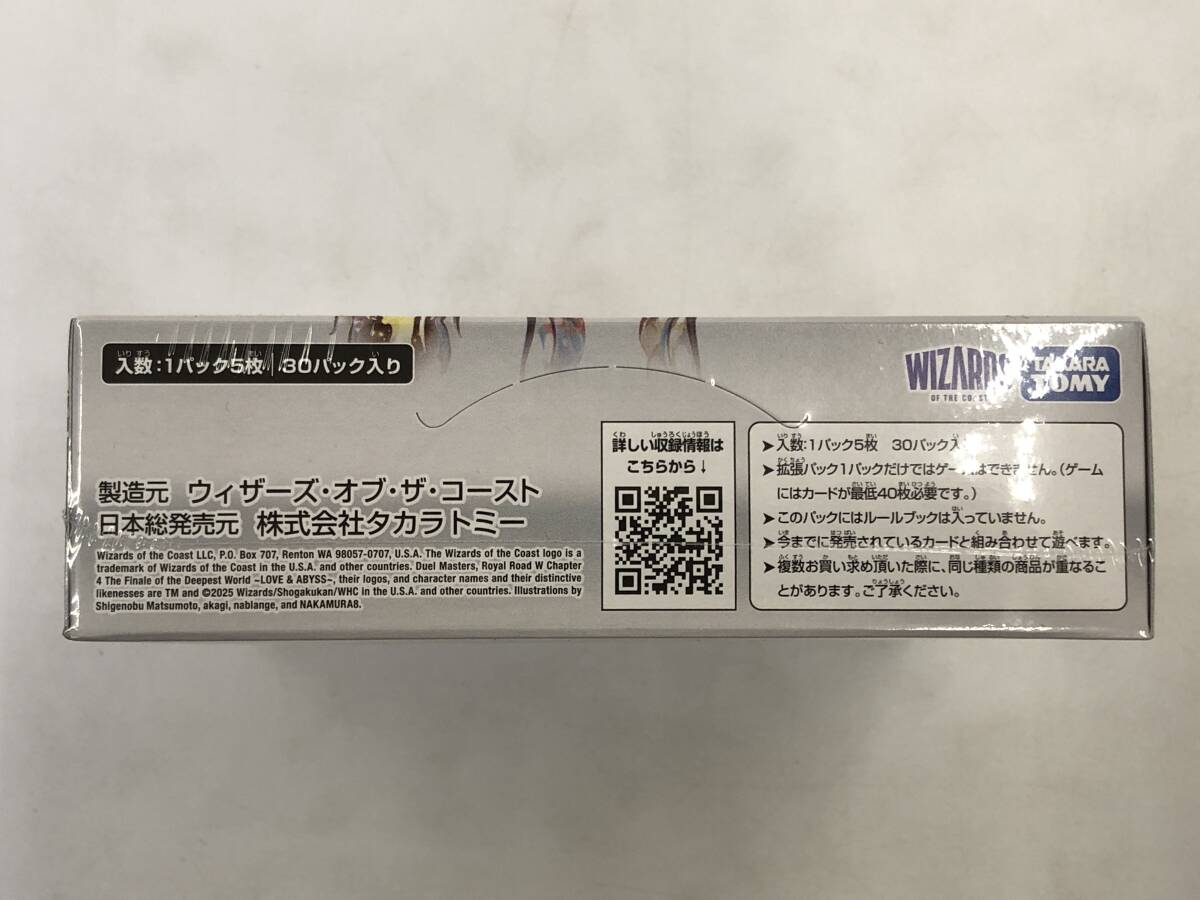 入数:1パック5枚 30パック入り
WIZARDS
OF THE COAST
TAKARA
TOMY
製造元 ウィザーズ・オブ・ザ・コースト
日本総発売元 株式会社タカラトミー
Wizards of the Coast LLC, P.O. Box 707, Renton WA 98057-0707, U.S.A. The Wizards of the Coast logo is a
trademark of Wizards of the Coast in the U.S.A. and other countries. Duel Masters, Royal Road W Chapter
4 The Finale of the Deepest World ~LOVE & ABYSS~, their logos, and character names and their distinctive
likenesses are TM and ©2025 Wizards/Shogakukan/WHC in the U.S.A. and other countries. Illustrations by
Shigenobu Matsumoto, akagi, nablange, and NAKAMURA8.
詳しい収録情報は
こちらから↓
➤入数:1パック5枚 30パック入
➤拡張パック1パックだけではゲームはできません。(ゲーム
にはカードが最低40枚必要です。)
➤このパックにはルールブックは入っていません。
➤今までに発売されているカードと組み合わせて遊べます。
➤複数お買い求め頂いた際に、同じ種類の商品が重なるこ
とがあります。ご了承ください。